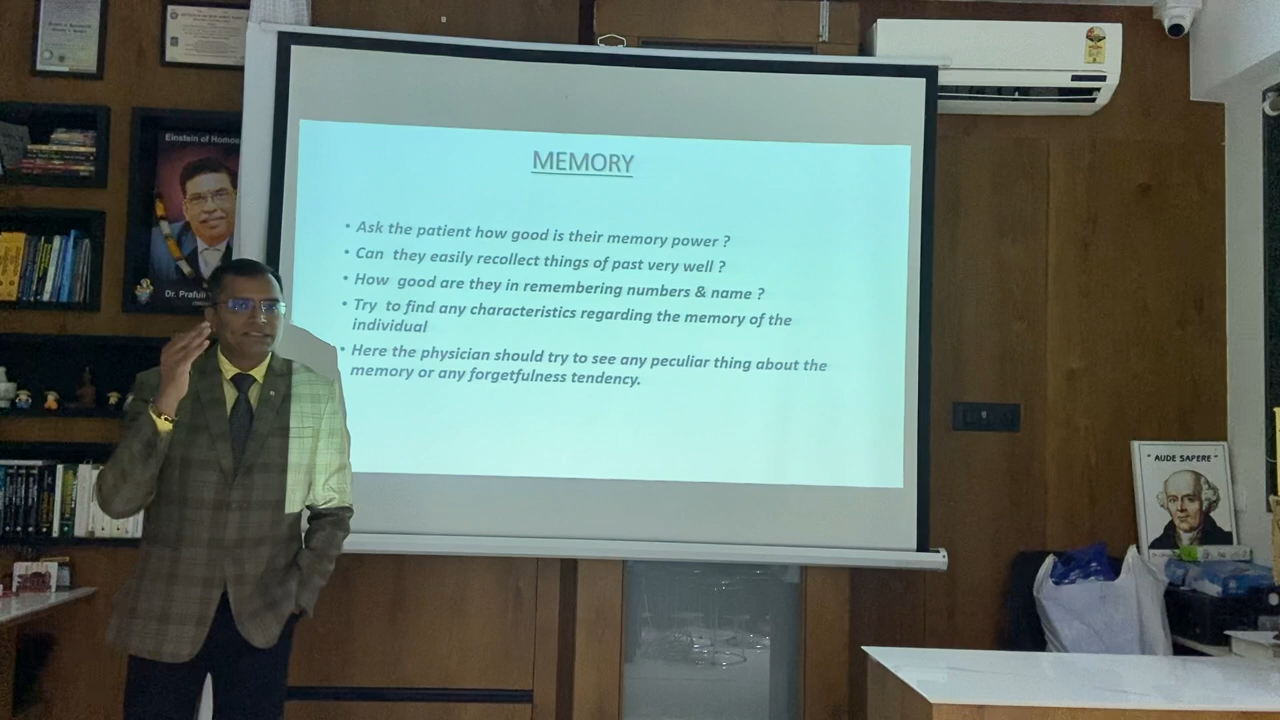 Einstein of Homoe
Dr. Prafull
MEMORY
• Ask the patient how good is their memory power ?
• Can they easily recollect things of past very well ?
• How good are they in remembering numbers & name ?
• Try to find any characteristics regarding the memory of the
individual
• Here the physician should try to see any peculiar thing about the
memory or any forgetfulness tendency.
" AUDE SAPERE "